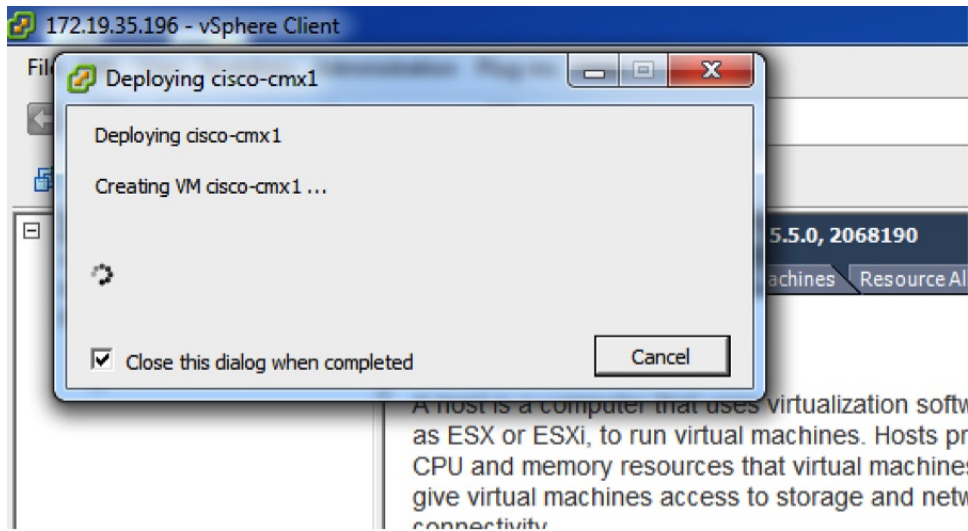 172.19.35.196 - vSphere Client
Deploying cisco-cmx1
Deploying cisco-cmx1
Creating VM cisco-cmx1 ...
Close this dialog when completed
Cancel
5.5.0, 2068190
achines
Resource Al
A host is a computer that uses virtualization softw
as ESX or ESXi, to run virtual machines. Hosts pr
CPU and memory resources that virtual machines
give virtual machines access to storage and netw
connectivity